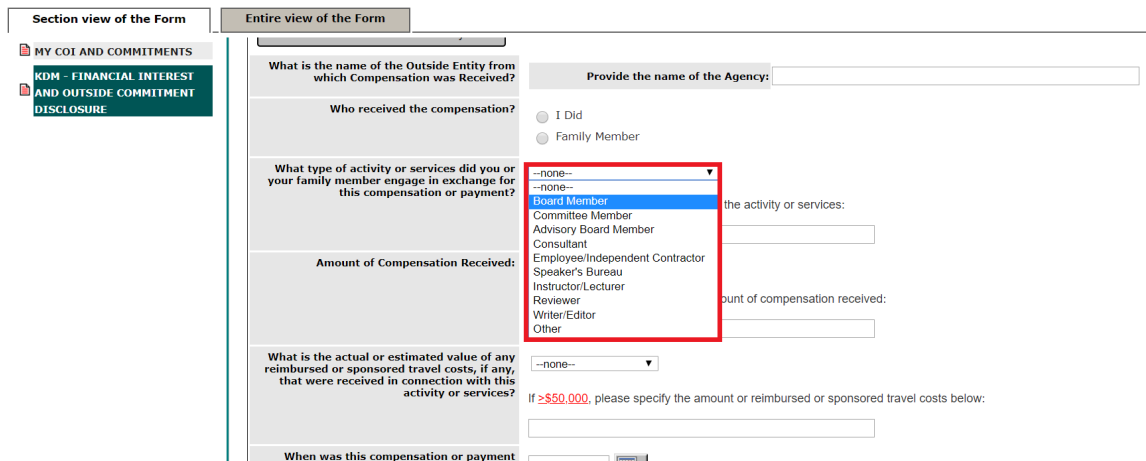 Section view of the Form
Entire view of the Form
MY COI AND COMMITMENTS
KDM - FINANCIAL INTEREST
AND OUTSIDE COMMITMENT
DISCLOSURE
What is the name of the Outside Entity from
which Compensation was Received?
Provide the name of the Agency:
Who received the compensation?
I Did
Family Member
What type of activity or services did you or
your family member engage in exchange for
this compensation or payment?
--none--
--none--
Board Member
Committee Member
Advisory Board Member
Consultant
Employee/Independent Contractor
Speaker's Bureau
Instructor/Lecturer
Reviewer
Writer/Editor
Other
the activity or services:
Amount of Compensation Received:
ount of compensation received:
What is the actual or estimated value of any
reimbursed or sponsored travel costs, if any,
that were received in connection with this
activity or services?
--none--
If >$50,000, please specify the amount or reimbursed or sponsored travel costs below:
When was this compensation or payment